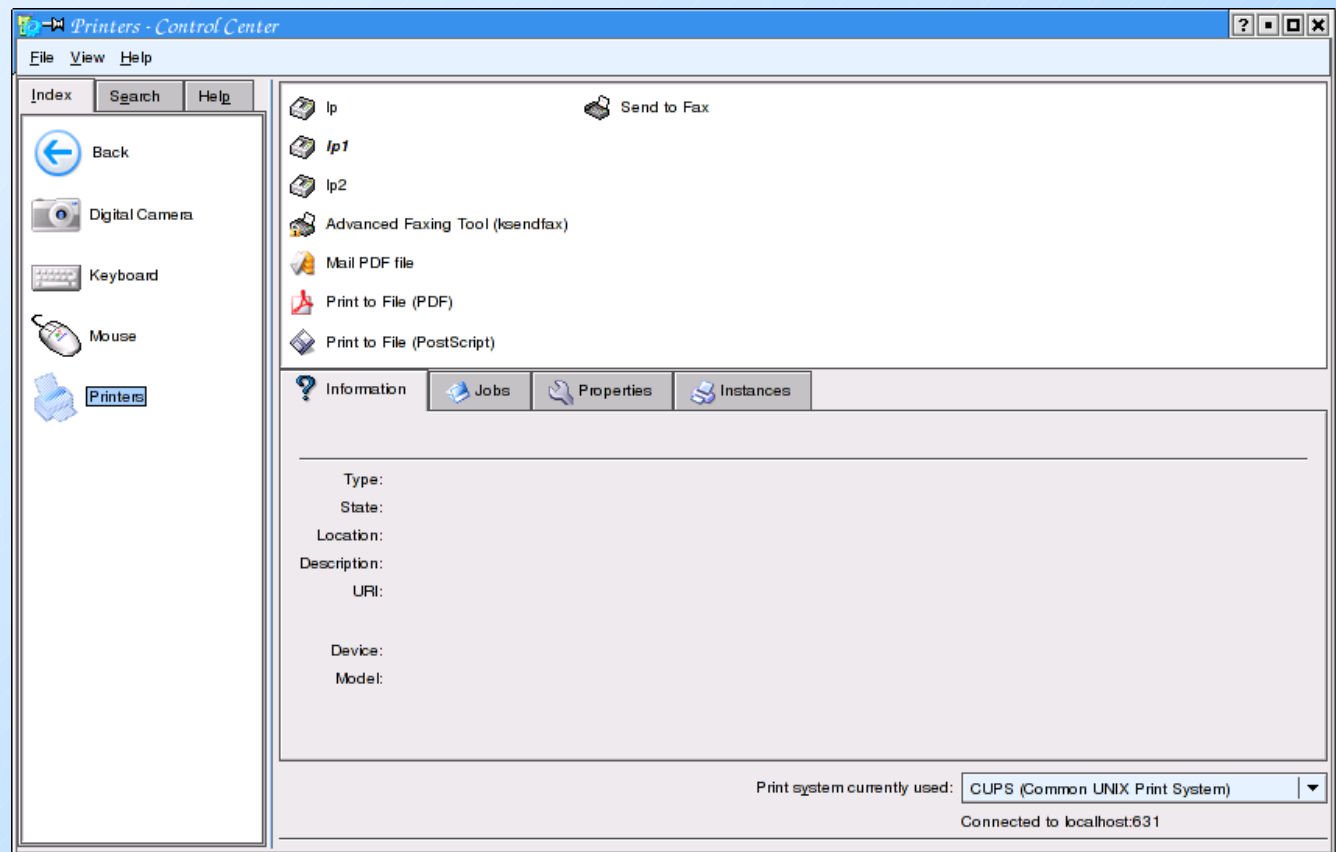 Printers - Control Center
File View Help
Index Search Help
Back
Digital Camera
Keyboard
Mouse
Printers
lp Send to Fax
lp1
lp2
Advanced Faxing Tool (ksendfax)
Mail PDF file
Print to File (PDF)
Print to File (PostScript)
Information Jobs Properties Instances
Type:
State:
Location:
Description:
URI:
Device:
Model:
Print system currently used: CUPS (Common UNIX Print System)
Connected to localhost:631